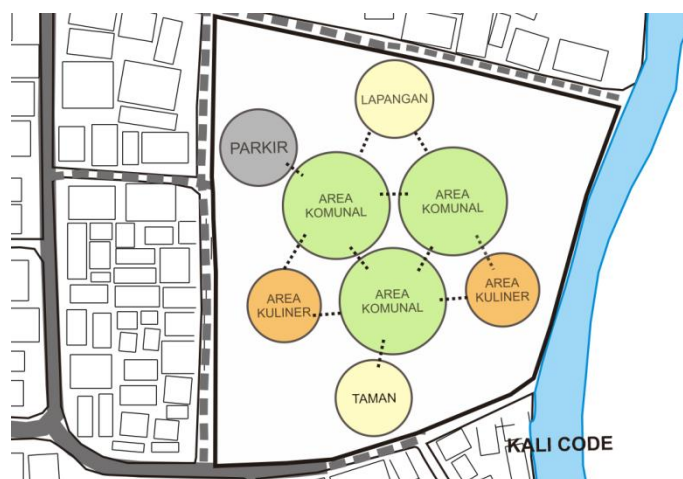 LAPANGAN
PARKIR
AREA
KOMUNAL
AREA
KOMUNAL
AREA
KULINER
AREA
KOMUNAL
AREA
KULINER
TAMAN
KALI CODE